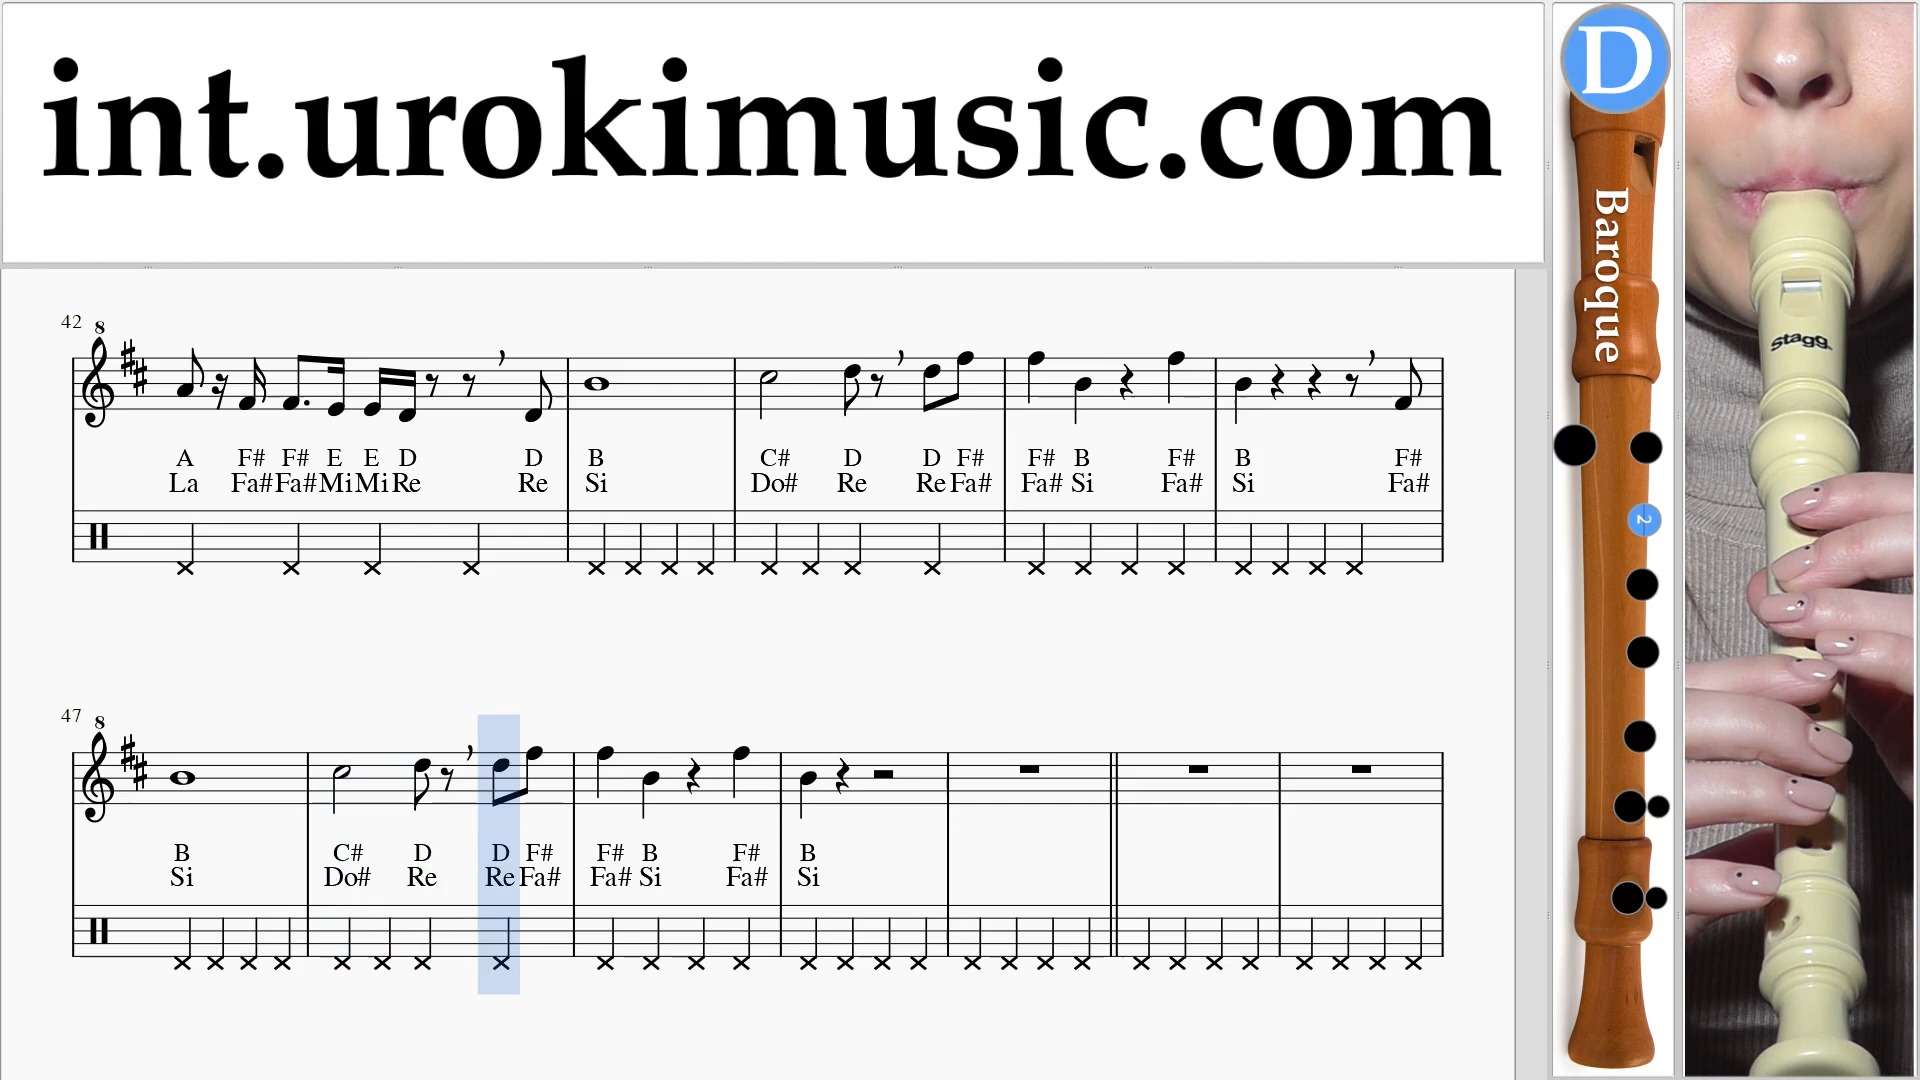 int.urokimusic.com
D
Baroque
2
Stagg
42
8
A F# F# E E D D B C# D D F# F# B F# B F#
La Fa# Fa# Mi Mi Re Re Si Do# Re Re Fa# Fa# Si Fa# Si Fa#
47
8
B C# D D F# F# B F# B
Si Do# Re Re Fa# Fa# Si Fa# Si